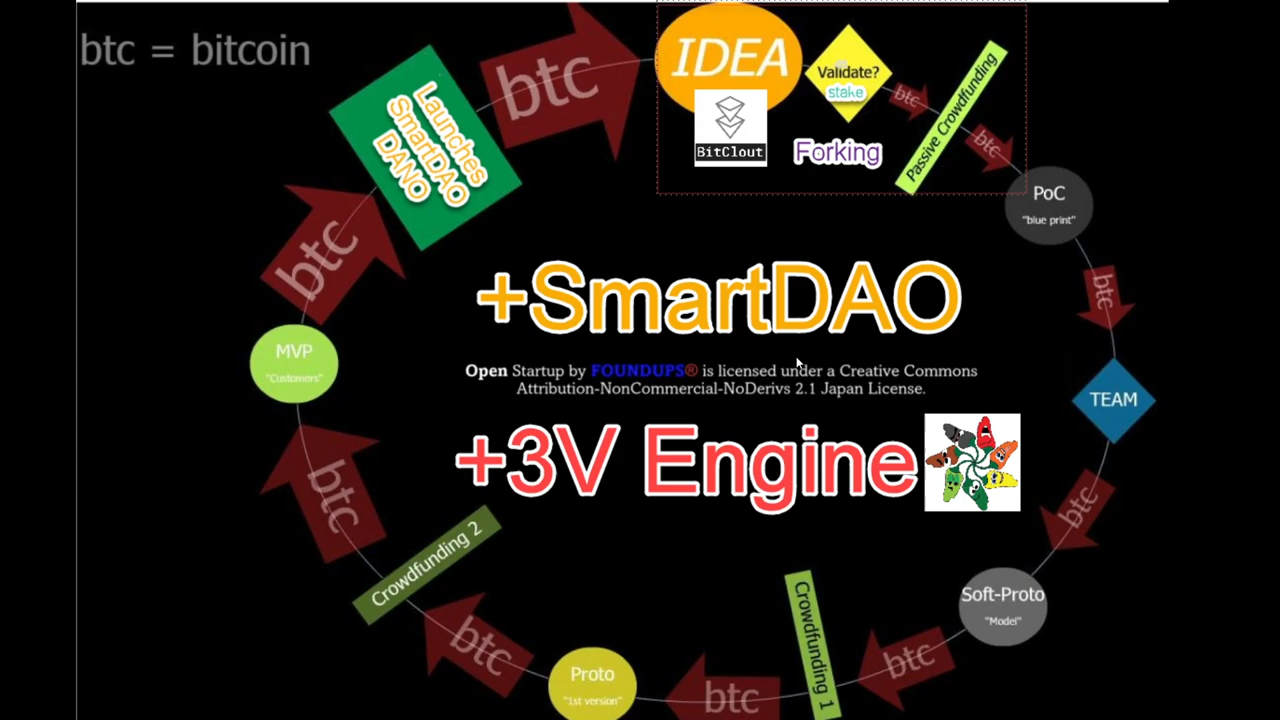 btc = bitcoin
IDEA
BitClout
Validate?
stake
Forking
btc
Passive Crowdfunding
btc
PoC
"blue print"
btc
TEAM
btc
Soft-Proto
"Model"
btc
Crowdfunding 1
btc
Proto
"1st version"
btc
Crowdfunding 2
btc
MVP
"Customers"
btc
Launches
SmartDAO
DANO
btc
+SmartDAO
Open Startup by FOUNDUPS® is licensed under a Creative Commons
Attribution-NonCommercial-NoDerivs 2.1 Japan License.
+3V Engine